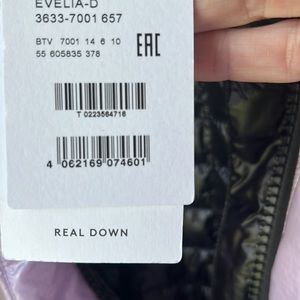 EVELIA-D
3633-7001 657
BTV 7001 14 6 10
55 605835 378
EAC
T 0223564716
4 062169 074601
REAL DOWN